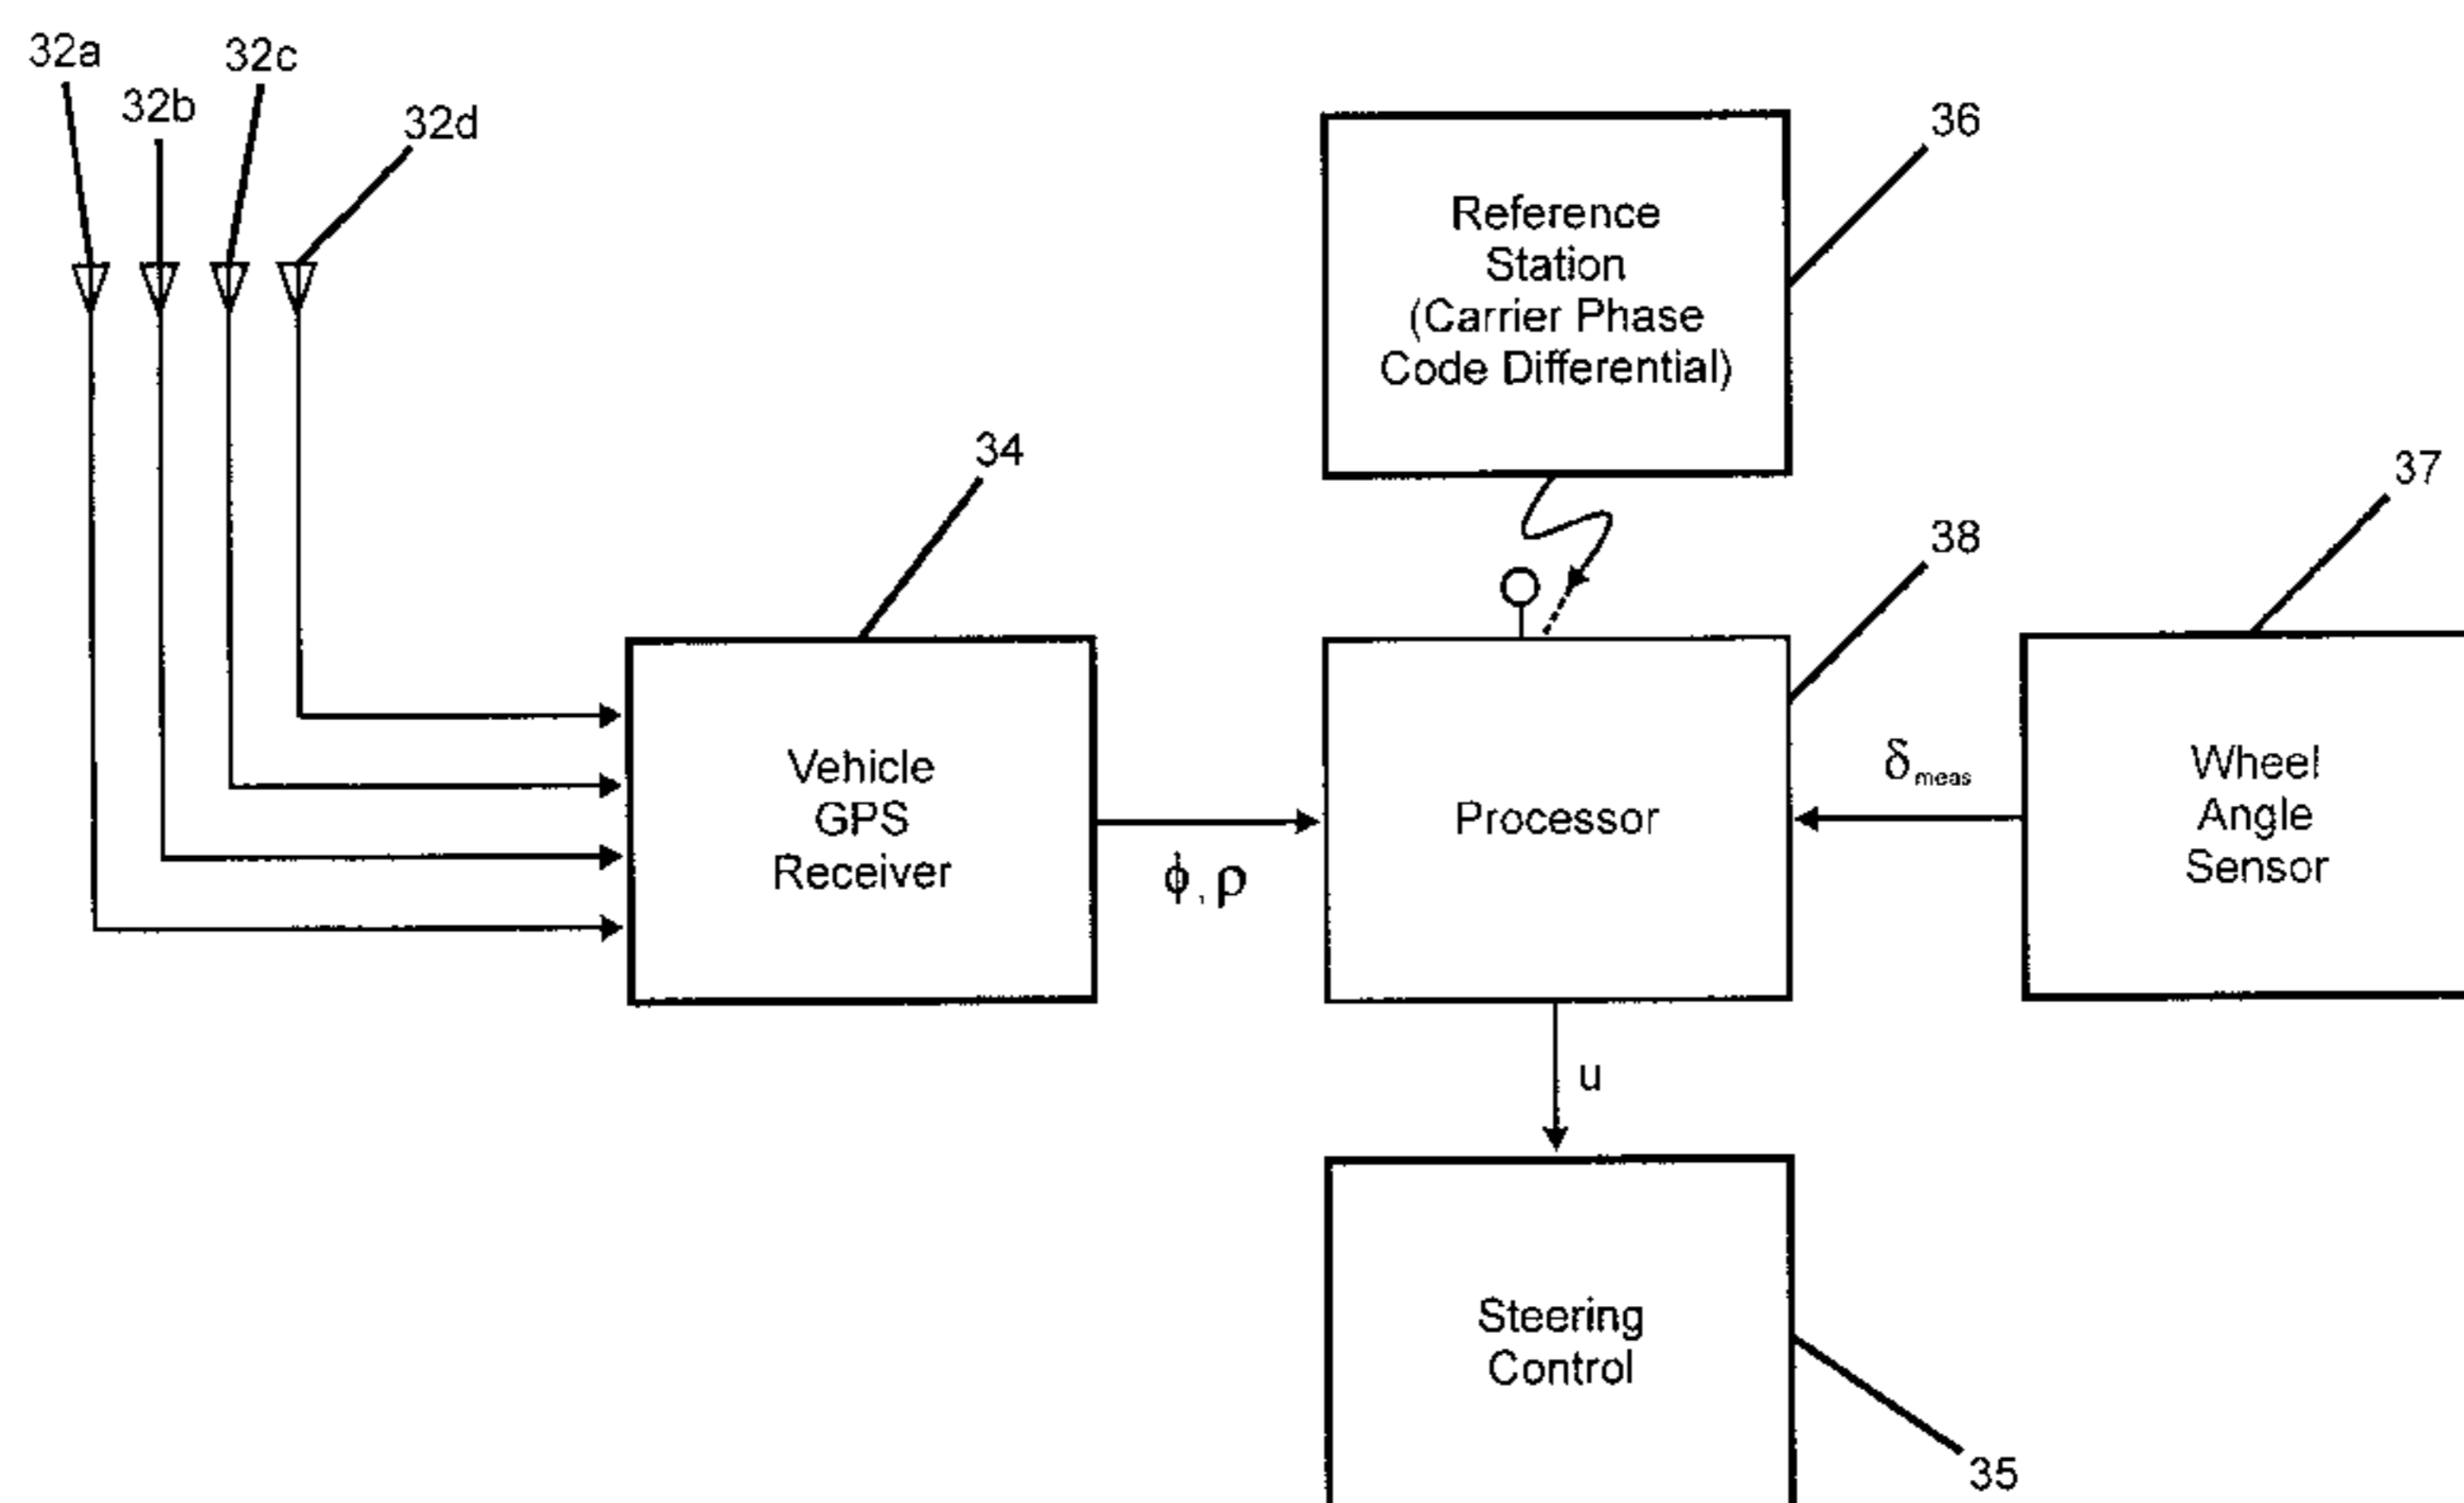 32a
32b
32c
32d
36
Reference
Station
(Carrier Phase
Code Differential)
34
37
38
Vehicle
GPS
Receiver
ϕ, ρ
Processor
δmeas
Wheel
Angle
Sensor
u
Steering
Control
35